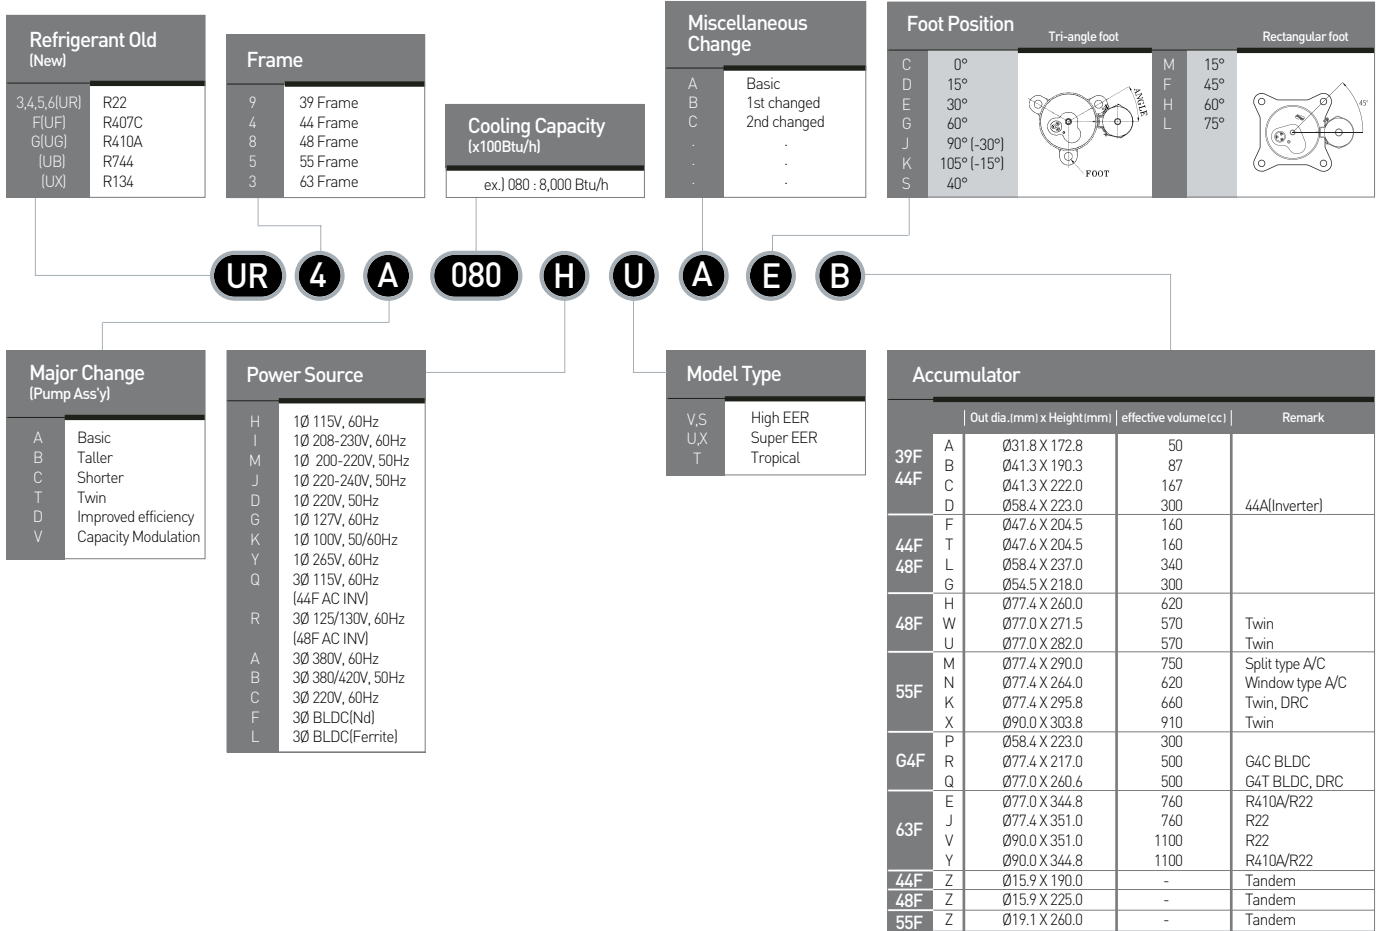 Refrigerant Old
(New)
3,4,5,6(UR) R22
F(UF) R407C
G(UG) R410A
(UB) R744
(UX) R134
Frame
9 39 Frame
4 44 Frame
8 48 Frame
5 55 Frame
3 63 Frame
Cooling Capacity
(x100Btu/h)
ex.) 080 : 8,000 Btu/h
Miscellaneous
Change
A Basic
B 1st changed
C 2nd changed
. .
. .
. .
Foot Position
Tri-angle foot Rectangular foot
C 0° M 15°
D 15° F 45°
E 30° H 60°
G 60° L 75°
J 90° (-30°)
K 105° (-15°)
S 40°
ANGLE
FOOT
45°
UR 4 A 080 H U A E B
Major Change
(Pump Ass'y)
A Basic
B Taller
C Shorter
T Twin
D Improved efficiency
V Capacity Modulation
Power Source
H 1Ø 115V, 60Hz
I 1Ø 208-230V, 60Hz
M 1Ø 200-220V, 50Hz
J 1Ø 220-240V, 50Hz
D 1Ø 220V, 50Hz
G 1Ø 127V, 60Hz
K 1Ø 100V, 50/60Hz
Y 1Ø 265V, 60Hz
Q 3Ø 115V, 60Hz
(44F AC INV)
R 3Ø 125/130V, 60Hz
(48F AC INV)
A 3Ø 380V, 60Hz
B 3Ø 380/420V, 50Hz
C 3Ø 220V, 60Hz
F 3Ø BLDC(Nd)
L 3Ø BLDC(Ferrite)
Model Type
V,S High EER
U,X Super EER
T Tropical
Accumulator
Out dia.(mm) x Height(mm) effective volume(cc) Remark
39F
44F
A Ø31.8 X 172.8 50
B Ø41.3 X 190.3 87
C Ø41.3 X 222.0 167
D Ø58.4 X 223.0 300 44A(Inverter)
44F
48F
F Ø47.6 X 204.5 160
T Ø47.6 X 204.5 160
L Ø58.4 X 237.0 340
G Ø54.5 X 218.0 300
48F
H Ø77.4 X 260.0 620
W Ø77.0 X 271.5 570 Twin
U Ø77.0 X 282.0 570 Twin
55F
M Ø77.4 X 290.0 750 Split type A/C
N Ø77.4 X 264.0 620 Window type A/C
K Ø77.4 X 295.8 660 Twin, DRC
X Ø90.0 X 303.8 910 Twin
G4F
P Ø58.4 X 223.0 300
R Ø77.4 X 217.0 500 G4C BLDC
Q Ø77.0 X 260.6 500 G4T BLDC, DRC
63F
E Ø77.0 X 344.8 760 R410A/R22
J Ø77.4 X 351.0 760 R22
V Ø90.0 X 351.0 1100 R22
Y Ø90.0 X 344.8 1100 R410A/R22
44F Z Ø15.9 X 190.0 - Tandem
48F Z Ø15.9 X 225.0 - Tandem
55F Z Ø19.1 X 260.0 - Tandem